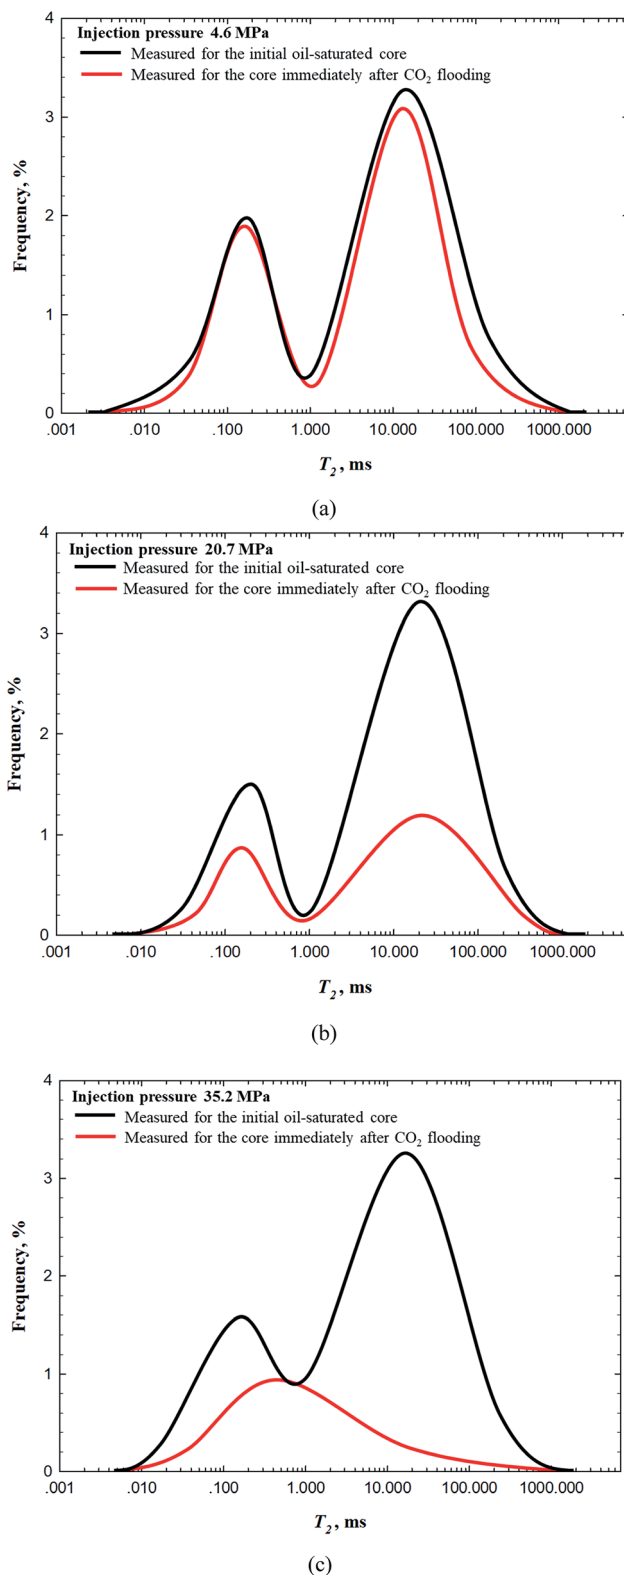 Injection pressure 4.6 MPa
Measured for the initial oil-saturated core
Measured for the core immediately after CO₂ flooding
4
3
2
1
0
Frequency, %
.001 .010 .100 1.000 10.000 100.000 1000.000
T₂, ms
(a)
Injection pressure 20.7 MPa
Measured for the initial oil-saturated core
Measured for the core immediately after CO₂ flooding
4
3
2
1
0
Frequency, %
.001 .010 .100 1.000 10.000 100.000 1000.000
T₂, ms
(b)
Injection pressure 35.2 MPa
Measured for the initial oil-saturated core
Measured for the core immediately after CO₂ flooding
4
3
2
1
0
Frequency, %
.001 .010 .100 1.000 10.000 100.000 1000.000
T₂, ms
(c)